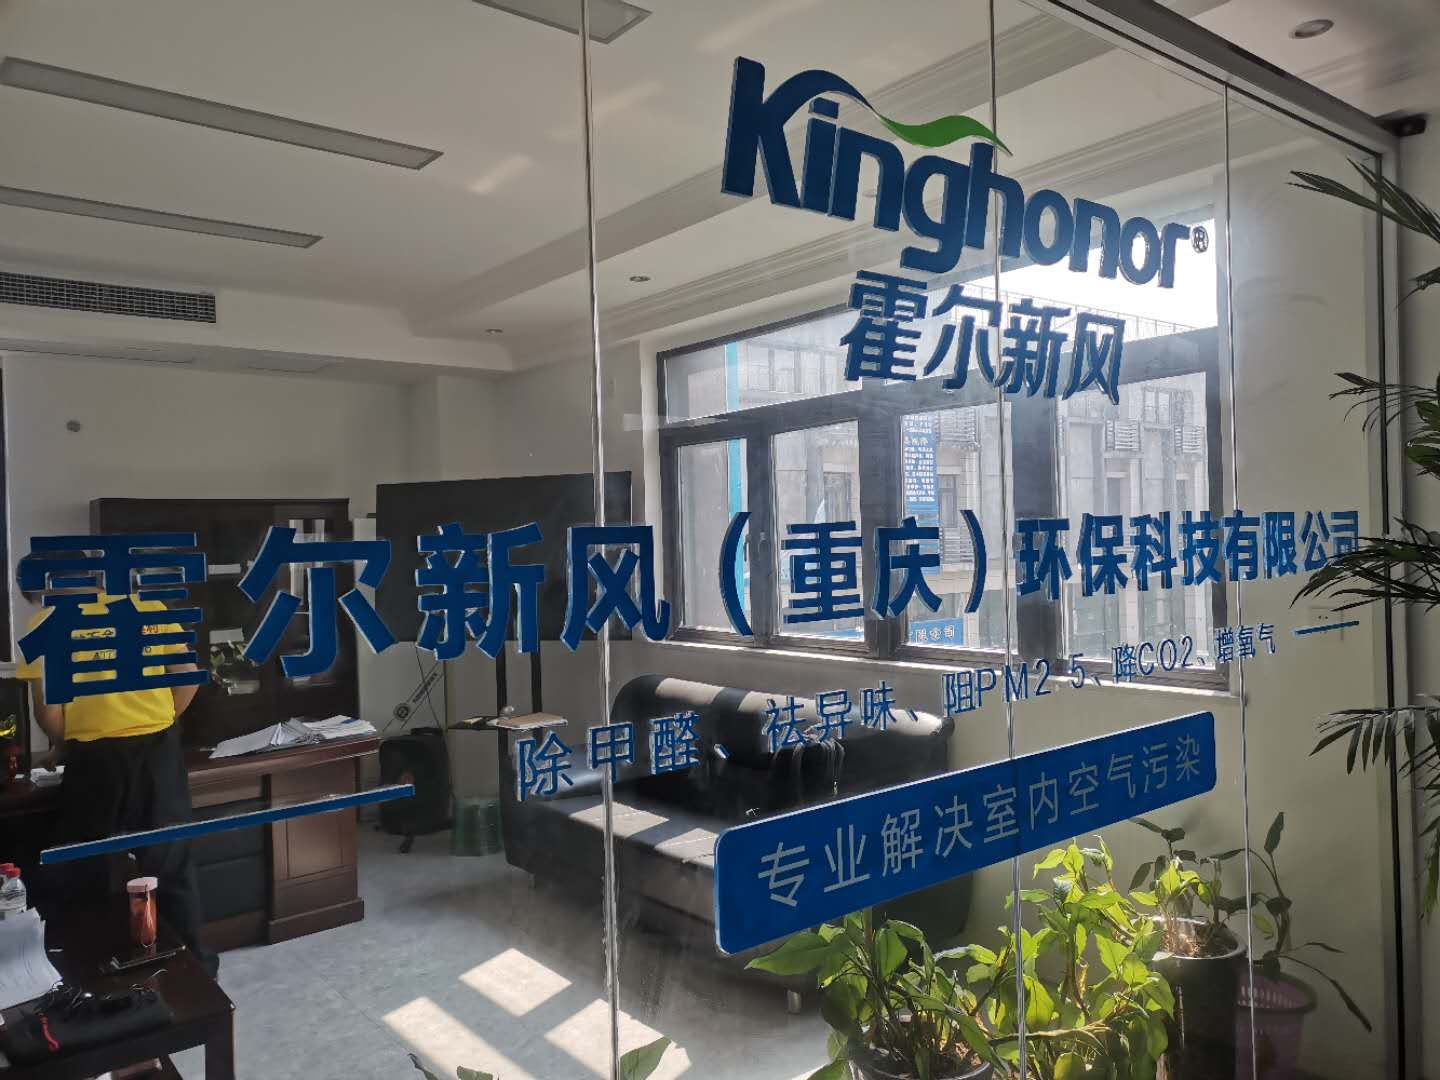 Kinghonor®
霍尔新风
霍尔新风（重庆）环保科技有限公司
除甲醛、祛异味、阻PM2.5、降CO2、增氧气
专业解决室内空气污染